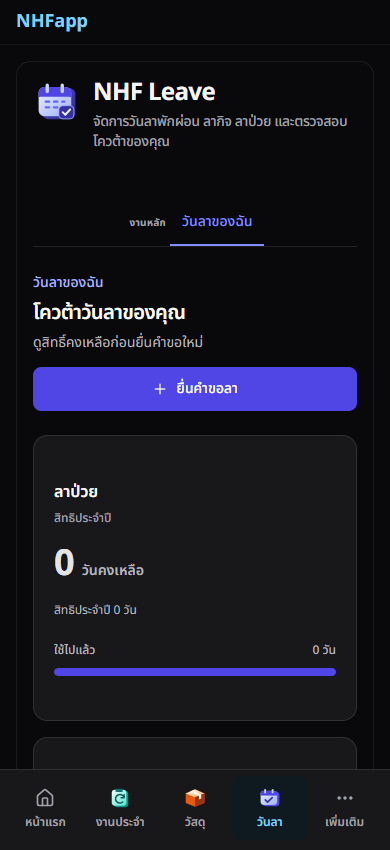 NHFapp
NHF Leave
จัดการวันลาพักผ่อน ลากิจ ลาป่วย และตรวจสอบ
โควต้าของคุณ
งานหลัก วันลาของฉัน
วันลาของฉัน
โควต้าวันลาของคุณ
ดูสิทธิ์คงเหลือก่อนยื่นคำขอใหม่
+ ยื่นคำขอลา
ลาป่วย
สิทธิประจำปี
0 วันคงเหลือ
สิทธิประจำปี 0 วัน
ใช้ไปแล้ว 0 วัน
หน้าแรก งานประจำ วัสดุ วันลา เพิ่มเติม